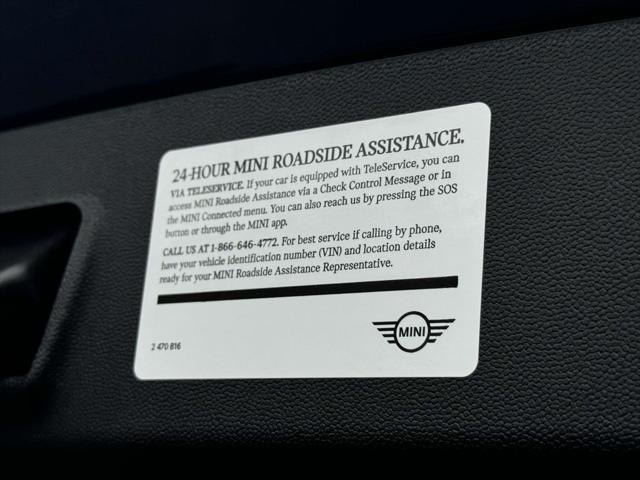 24-HOUR MINI ROADSIDE ASSISTANCE.
VIA TELESERVICE. If your car is equipped with TeleService, you can
access MINI Roadside Assistance via a Check Control Message or in
the MINI Connected menu. You can also reach us by pressing the SOS
button or through the MINI app.
CALL US AT 1-866-646-4772. For best service if calling by phone,
have your vehicle identification number (VIN) and location details
ready for your MINI Roadside Assistance Representative.
MINI
2 470 816